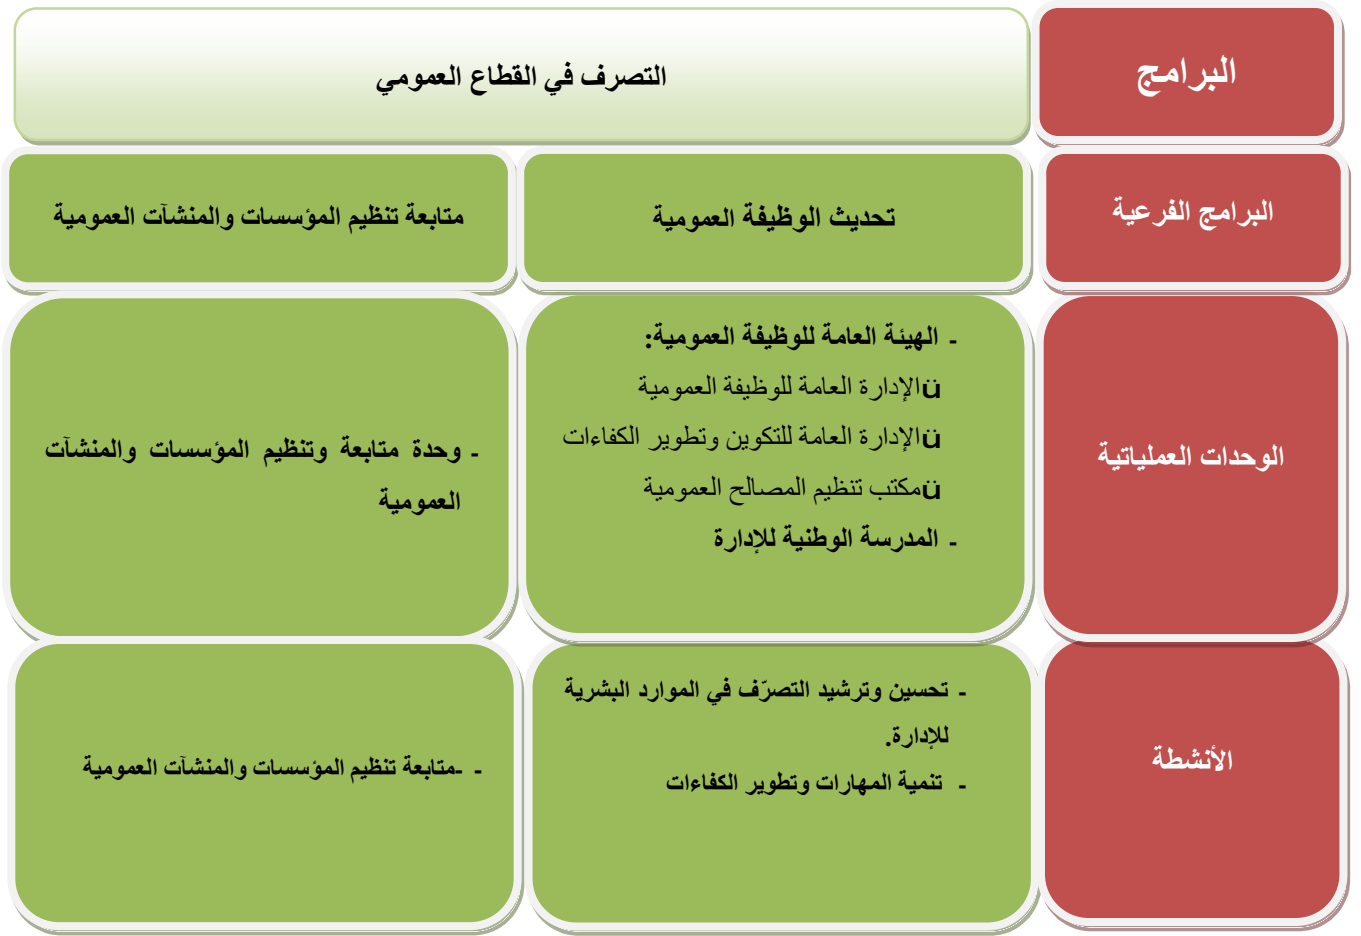 البرامج
التصرف في القطاع العمومي
البرامج الفرعية
تحديث الوظيفة العمومية
متابعة تنظيم المؤسسات والمنشآت العمومية
الوحدات العملياتية
- الهيئة العامة للوظيفة العمومية:
üالإدارة العامة للوظيفة العمومية
üالإدارة العامة للتكوين وتطوير الكفاءات
üمكتب تنظيم المصالح العمومية
- المدرسة الوطنية للإدارة
- وحدة متابعة وتنظيم المؤسسات والمنشآت
العمومية
الأنشطة
- تحسين وترشيد التصرّف في الموارد البشرية
للإدارة.
- تنمية المهارات وتطوير الكفاءات
- -متابعة تنظيم المؤسسات والمنشآت العمومية